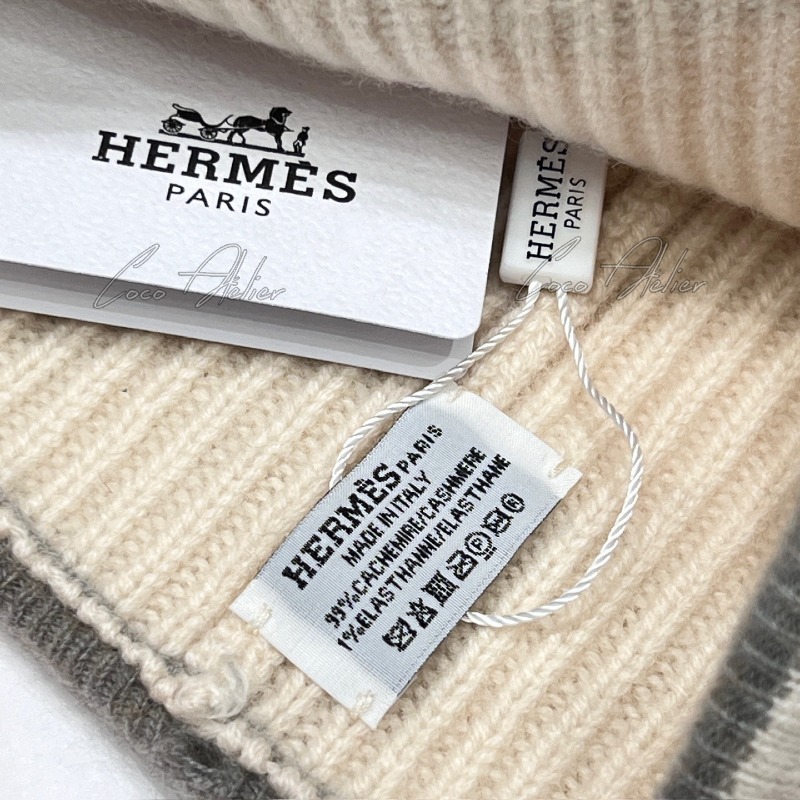 HERMÈS
PARIS
HERMÈS
PARIS
Coco Atelier
Coco Atelier
HERMÈS PARIS
MADE IN ITALY
99%CACHEMIRE/CASHMERE
1%ELASTHANNE/ELASTHANE